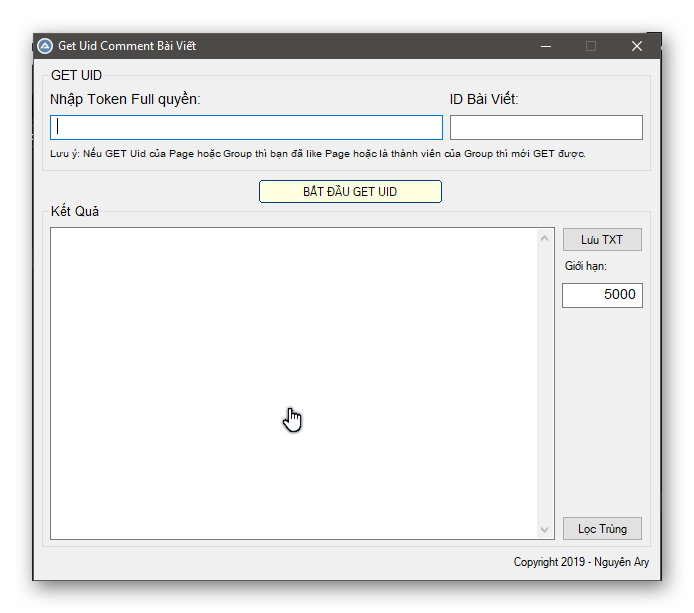 Get Uid Comment Bài Viết
GET UID
Nhập Token Full quyền:
ID Bài Viết:
Lưu ý: Nếu GET Uid của Page hoặc Group thì bạn đã like Page hoặc là thành viên của Group thì mới GET được.
BẮT ĐẦU GET UID
Kết Quả
Lưu TXT
Giới hạn:
5000
Lọc Trùng
Copyright 2019 - Nguyên Ary